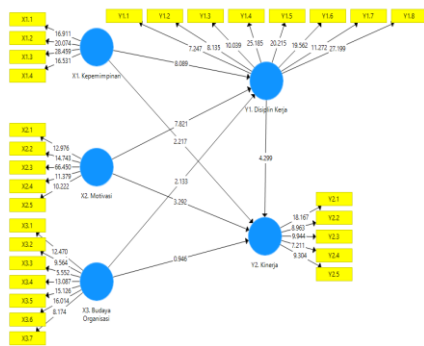 Y1.1 Y1.2 Y1.3 Y1.4 Y1.5 Y1.6 Y1.7 Y1.8
X1.1
X1.2
X1.3
X1.4
16.911
20.074
28.459
16.531
X1. Kepemimpinan
7.247 8.135 10.039 25.185 20.215 19.562 11.272 27.199
Y1. Disiplin Kerja
8.089
7.821
2.217
2.133
3.292
0.946
4.299
X2.1
X2.2
X2.3
X2.4
X2.5
12.976
14.743
66.450
11.379
10.222
X2. Motivasi
X3.1
X3.2
X3.3
X3.4
X3.5
X3.6
X3.7
12.470
9.564
5.552
13.087
15.126
16.014
8.174
X3. Budaya
Organisasi
Y2. Kinerja
18.167
8.963
9.944
7.211
9.304
Y2.1
Y2.2
Y2.3
Y2.4
Y2.5